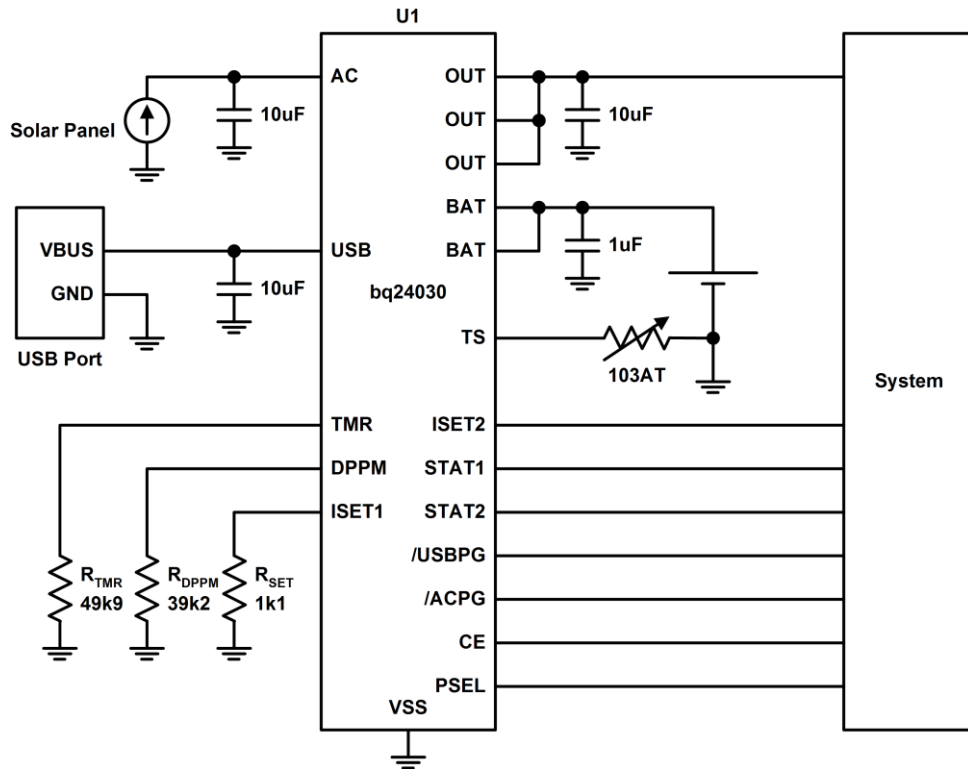 U1
AC
OUT
10uF
10uF
Solar Panel
OUT
OUT
BAT
VBUS
USB
BAT
1uF
GND
10uF
bq24030
USB Port
TS
103AT
System
TMR
ISET2
DPPM
STAT1
ISET1
STAT2
/USBPG
RTMR
49k9
RDPPM
39k2
RSET
1k1
/ACPG
CE
PSEL
VSS